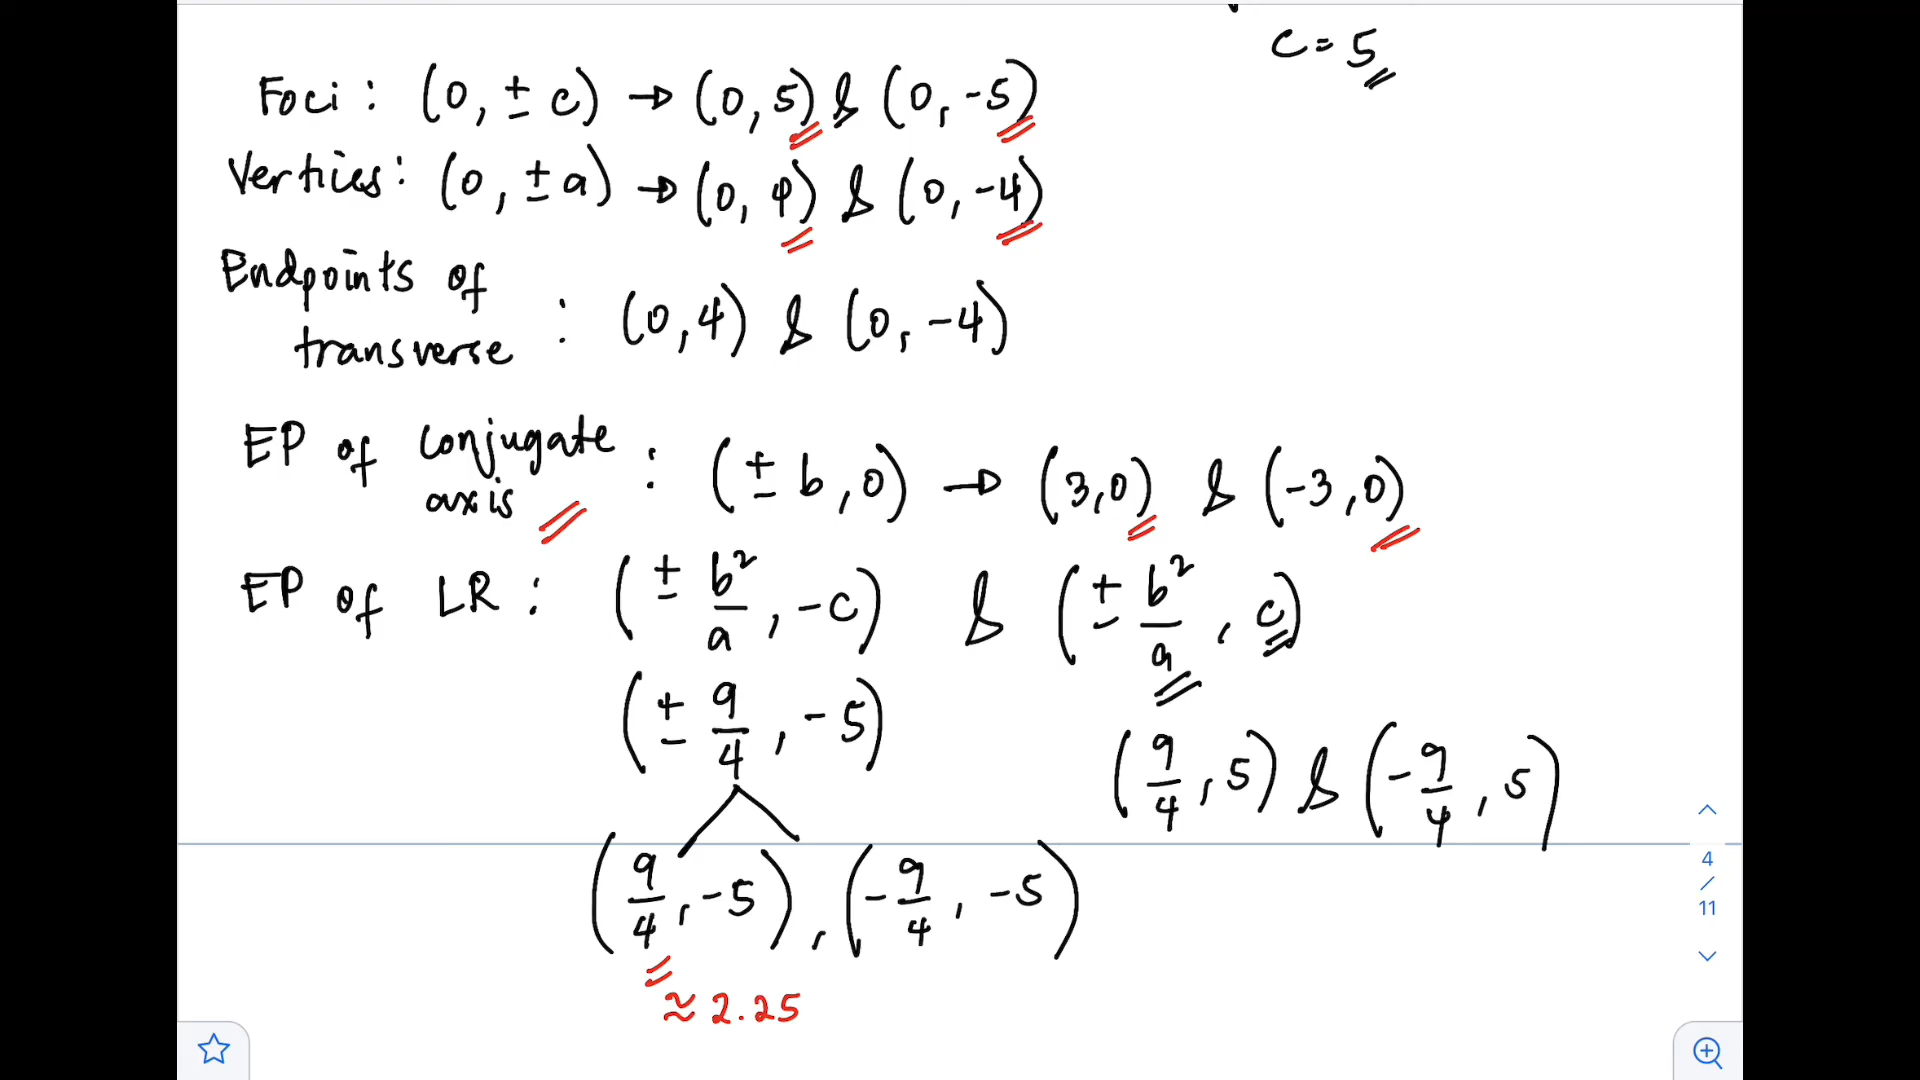 c = 5
Foci : (0, ± c) → (0, 5) & (0, -5)
Vertices : (0, ± a) → (0, 4) & (0, -4)
Endpoints of
transverse : (0, 4) & (0, -4)
EP of conjugate
axis : (± b, 0) → (3, 0) & (-3, 0)
EP of LR : (± b²/a, -c) & (± b²/a, c)
(± 9/4, -5)
(9/4, 5) & (-9/4, 5)
(9/4, -5), (-9/4, -5)
≈ 2.25
4
/
11